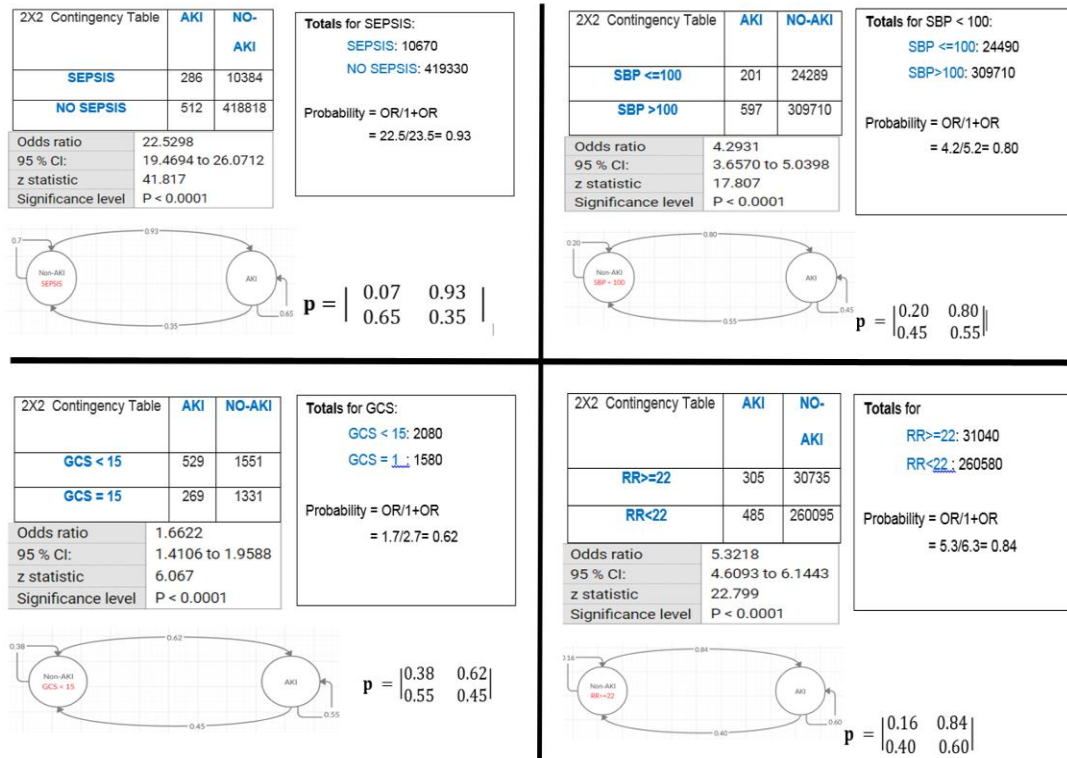 2X2 Contingency Table AKI NO-AKI
SEPSIS 286 10384
NO SEPSIS 512 418818
Odds ratio 22.5298
95 % CI: 19.4694 to 26.0712
z statistic 41.817
Significance level P < 0.0001
Totals for SEPSIS:
SEPSIS: 10670
NO SEPSIS: 419330
Probability = OR/1+OR
= 22.5/23.5= 0.93
0.93
0.7
Non-AKI
SEPSIS
AKI
0.65
0.35
p = | 0.07 0.93 |
0.65 0.35
2X2 Contingency Table AKI NO-AKI
SBP <=100 201 24289
SBP >100 597 309710
Odds ratio 4.2931
95 % CI: 3.6570 to 5.0398
z statistic 17.807
Significance level P < 0.0001
Totals for SBP < 100:
SBP <=100: 24490
SBP>100: 309710
Probability = OR/1+OR
= 4.2/5.2= 0.80
0.80
0.20
Non-AKI
SBP < 100
AKI
0.45
0.55
p = |0.20 0.80|
0.45 0.55
2X2 Contingency Table AKI NO-AKI
GCS < 15 529 1551
GCS = 15 269 1331
Odds ratio 1.6622
95 % CI: 1.4106 to 1.9588
z statistic 6.067
Significance level P < 0.0001
Totals for GCS:
GCS < 15: 2080
GCS = 1 : 1580
Probability = OR/1+OR
= 1.7/2.7= 0.62
0.62
0.38
Non-AKI
GCS < 15
AKI
0.55
0.45
p = |0.38 0.62|
0.55 0.45
2X2 Contingency Table AKI NO-AKI
RR>=22 305 30735
RR<22 485 260095
Odds ratio 5.3218
95 % CI: 4.6093 to 6.1443
z statistic 22.799
Significance level P < 0.0001
Totals for
RR>=22: 31040
RR<22 : 260580
Probability = OR/1+OR
= 5.3/6.3= 0.84
0.84
0.16
Non-AKI
RR>=22
AKI
0.60
0.40
p = |0.16 0.84|
0.40 0.60